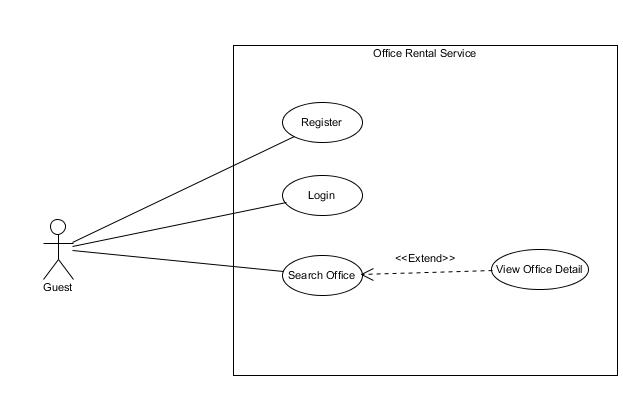 Office Rental Service
Register
Login
Guest
Search Office
<<Extend>>
View Office Detail